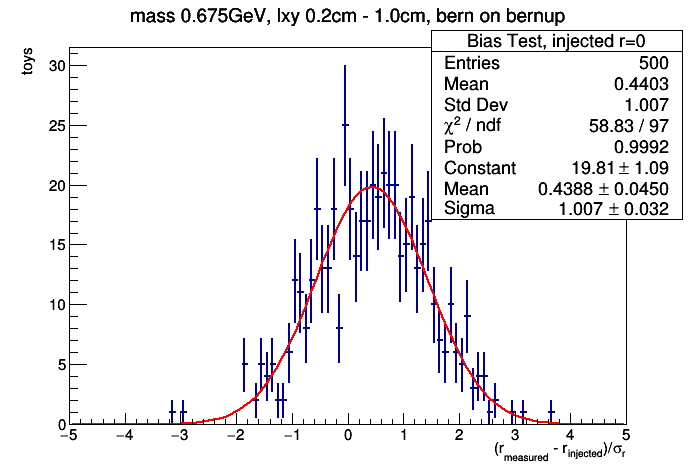 mass 0.675GeV, lxy 0.2cm - 1.0cm, bern on bernup
Bias Test, injected r=0
Entries 500
Mean 0.4403
Std Dev 1.007
χ² / ndf 58.83 / 97
Prob 0.9992
Constant 19.81 ± 1.09
Mean 0.4388 ± 0.0450
Sigma 1.007 ± 0.032
toys
30
25
20
15
10
5
0
−5 −4 −3 −2 −1 0 1 2 3 4 5
(r_measured - r_injected)/σ_r